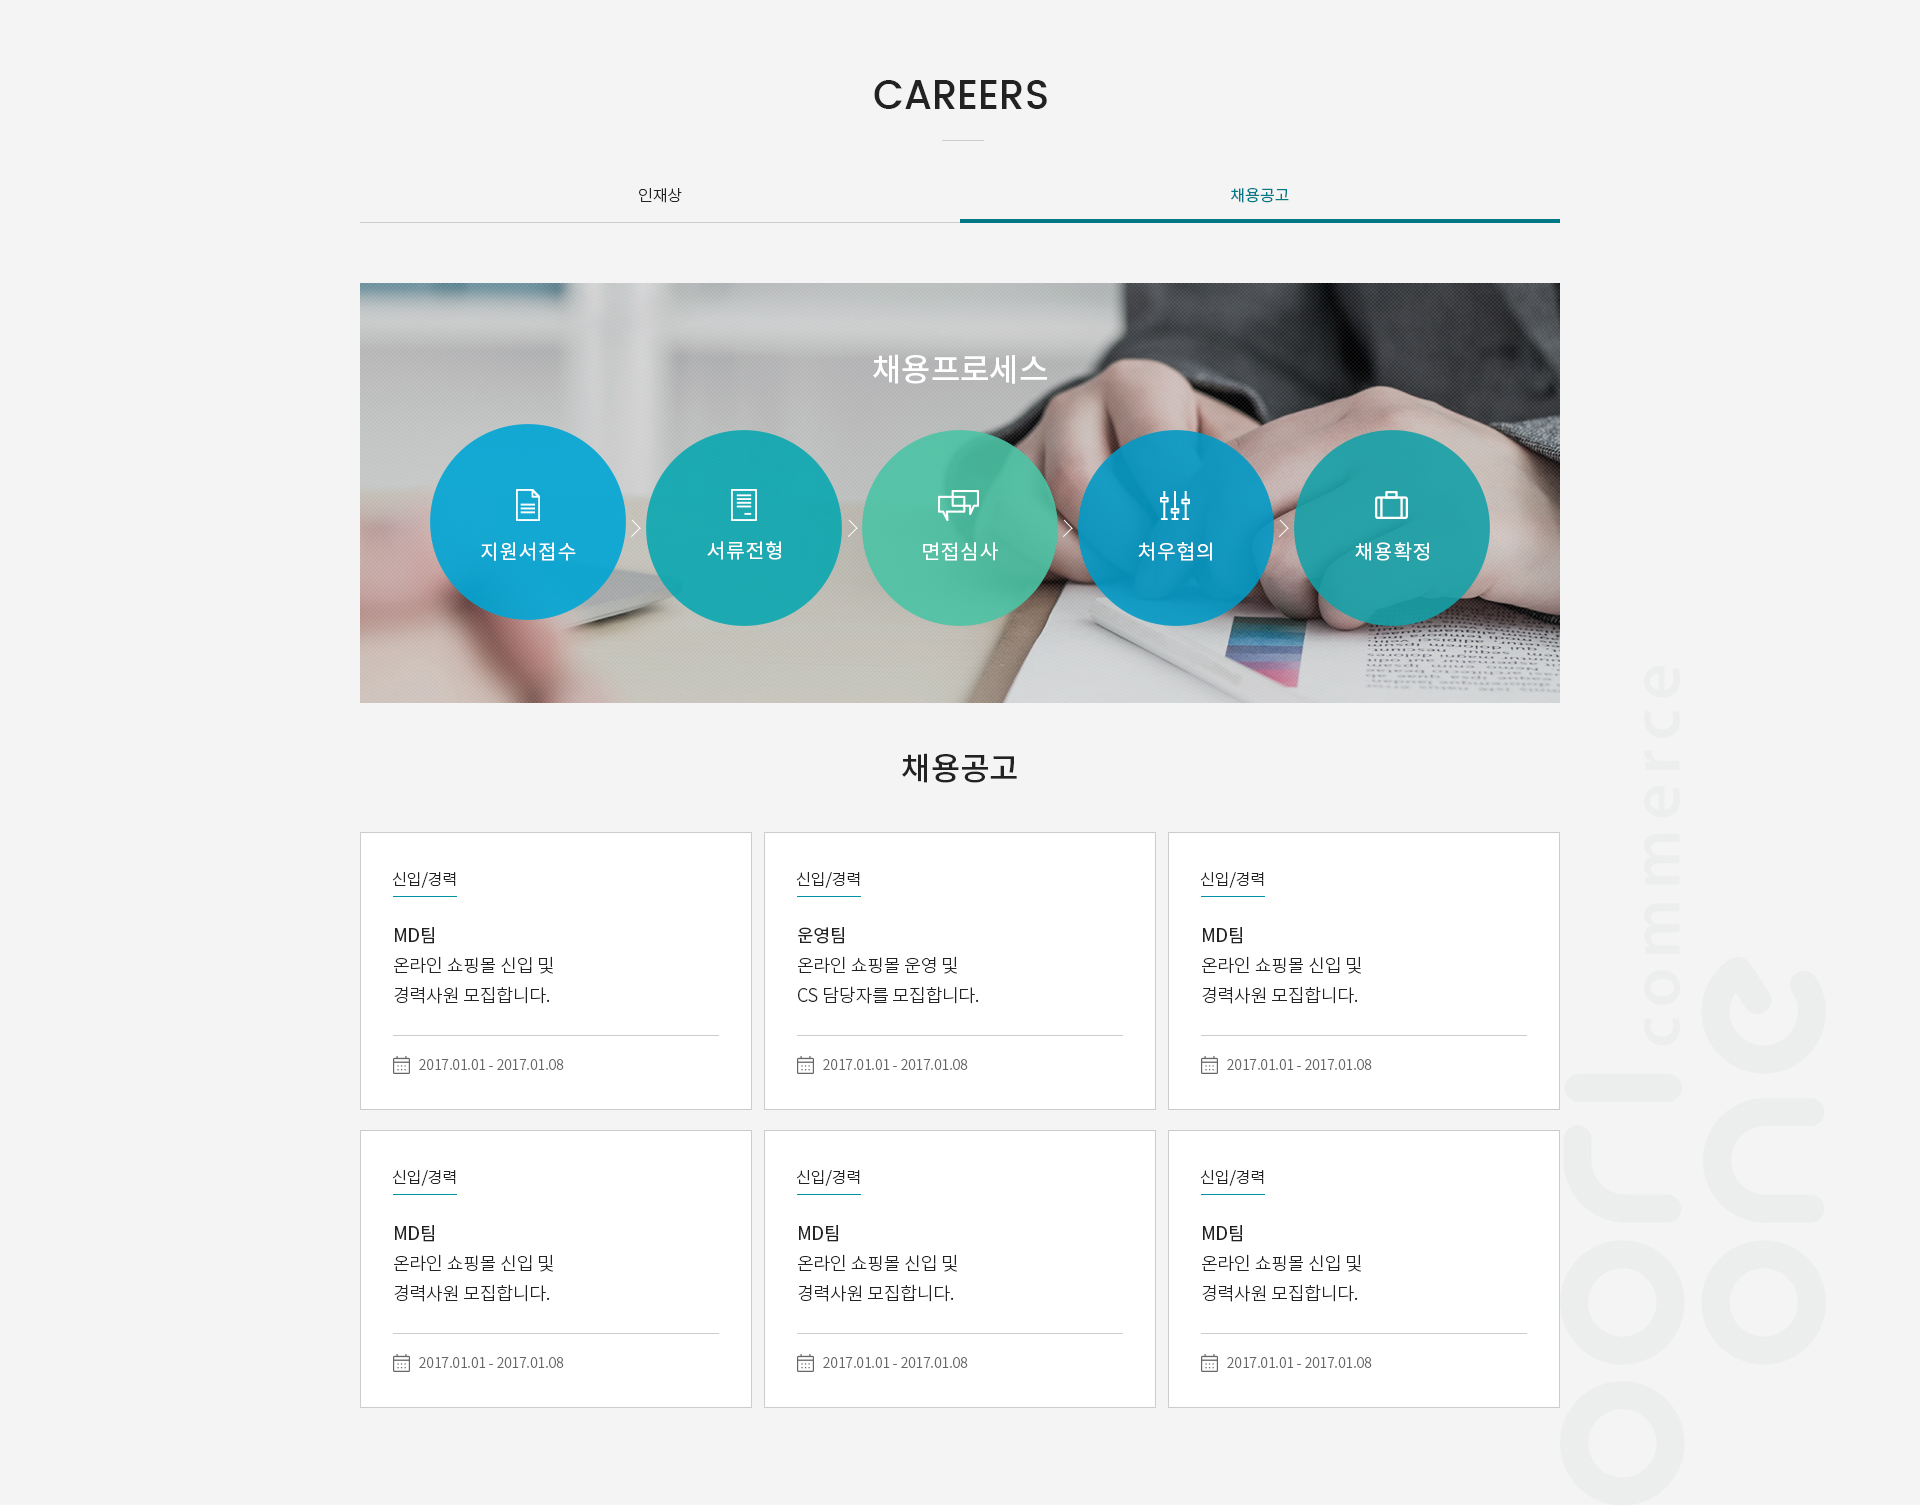 CAREERS
인재상
채용공고
채용프로세스
지원서접수
서류전형
면접심사
처우협의
채용확정
채용공고
신입/경력
MD팀
온라인 쇼핑몰 신입 및
경력사원 모집합니다.
2017.01.01 - 2017.01.08
신입/경력
운영팀
온라인 쇼핑몰 운영 및
CS 담당자를 모집합니다.
2017.01.01 - 2017.01.08
신입/경력
MD팀
온라인 쇼핑몰 신입 및
경력사원 모집합니다.
2017.01.01 - 2017.01.08
신입/경력
MD팀
온라인 쇼핑몰 신입 및
경력사원 모집합니다.
2017.01.01 - 2017.01.08
신입/경력
MD팀
온라인 쇼핑몰 신입 및
경력사원 모집합니다.
2017.01.01 - 2017.01.08
신입/경력
MD팀
온라인 쇼핑몰 신입 및
경력사원 모집합니다.
2017.01.01 - 2017.01.08
commerce
one